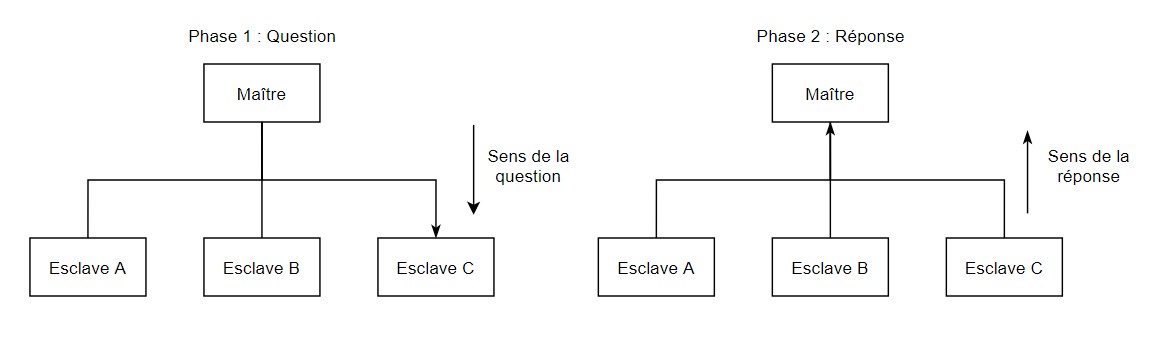 Phase 1 : Question
Maître
Sens de la
question
Esclave A
Esclave B
Esclave C
Phase 2 : Réponse
Maître
Sens de la
réponse
Esclave A
Esclave B
Esclave C